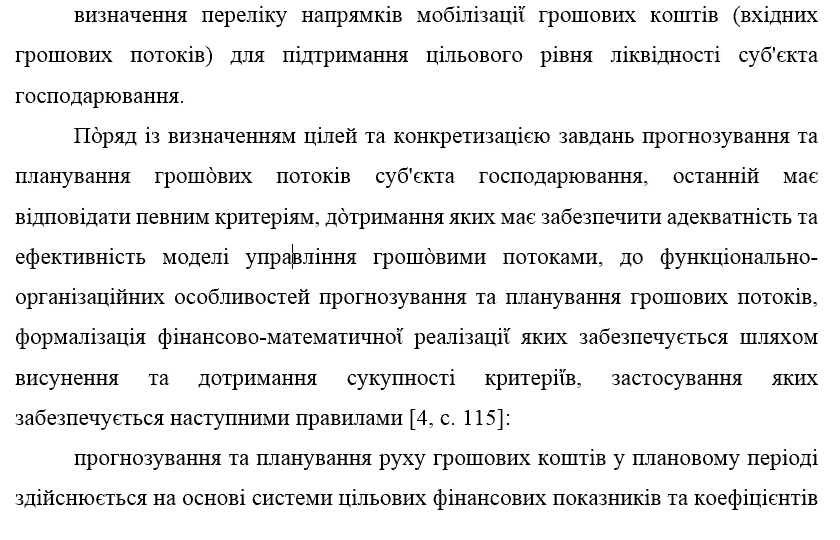 визначення переліку напрямків мобілізації грошових коштів (вхідних
грошових потоків) для підтримання цільового рівня ліквідності суб'єкта
господарювання.
Пòряд із визначенням цілей та конкретизацією завдань прогнозування та
планування грошòвих потоків суб'єкта господарювання, останній має
відповідати певним критеріям, дòтримання яких має забезпечити адекватність та
ефективність моделі управління грошòвими потоками, до функціонально-
організаційних особливостей прогнозування та планування грошових потоків,
формалізація фінансово-математичної реалізації яких забезпечується шляхом
висунення та дотримання сукупності критеріїв, застосування яких
забезпечується наступними правилами [4, с. 115]:
прогнозування та планування руху грошових коштів у плановому періоді
здійснюється на основі системи цільових фінансових показників та коефіцієнтів